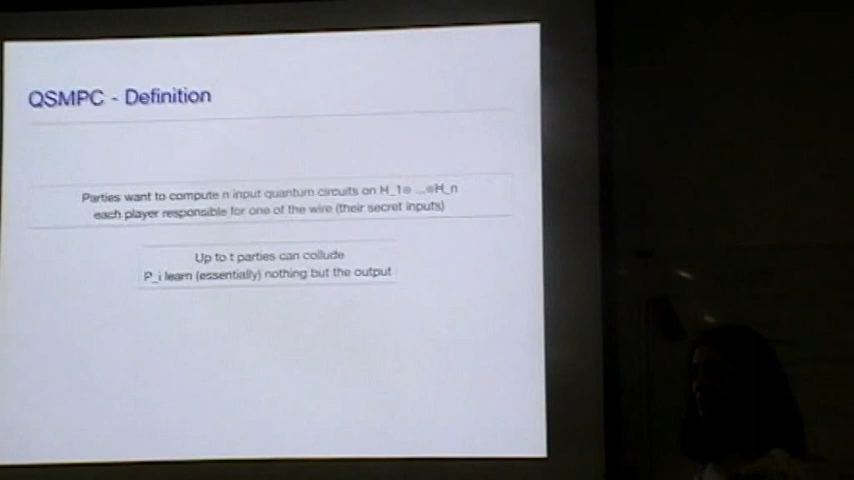 QSMPC - Definition
Parties want to compute n input quantum circuits on H_1⊗ ...⊗H_n
each player responsible for one of the wire (their secret inputs)
Up to t parties can collude
P_i learn (essentially) nothing but the output